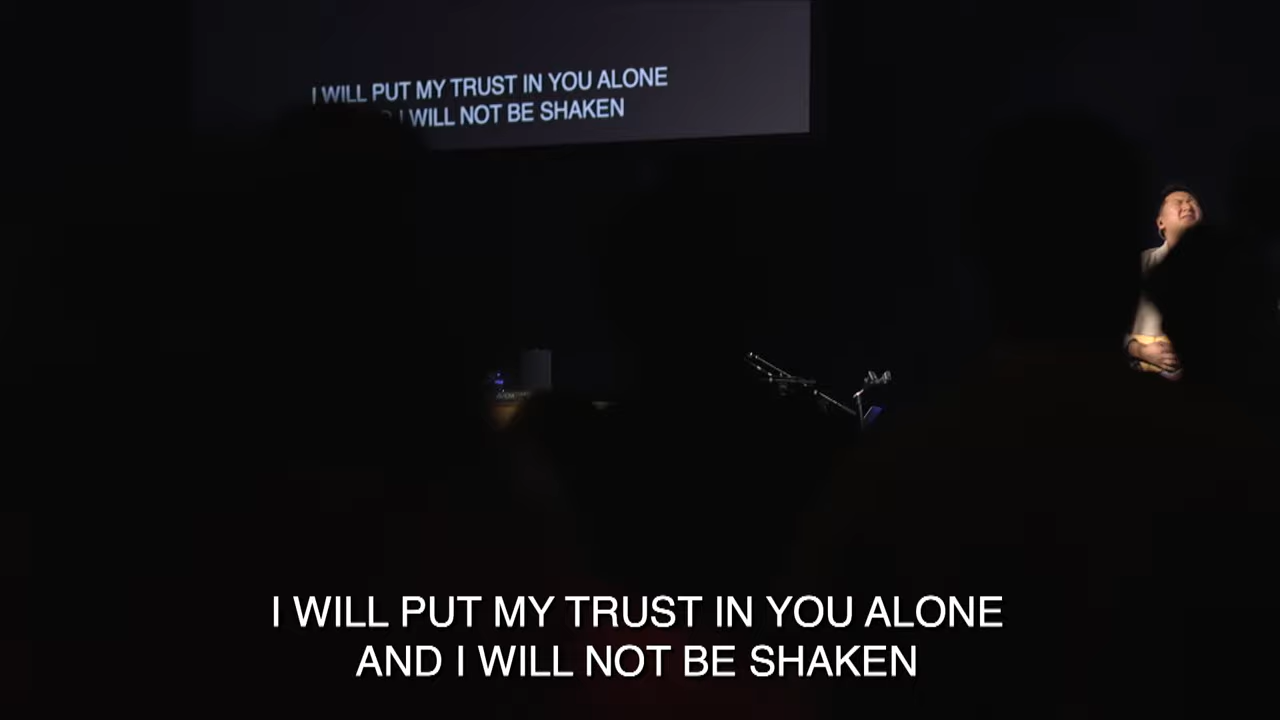 I WILL PUT MY TRUST IN YOU ALONE
I WILL NOT BE SHAKEN
I WILL PUT MY TRUST IN YOU ALONE
AND I WILL NOT BE SHAKEN